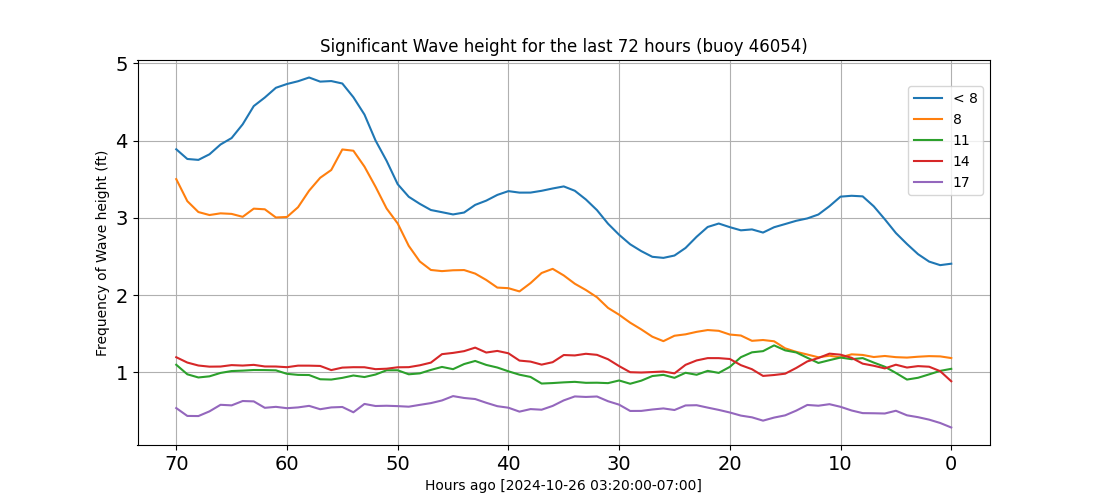 Significant Wave height for the last 72 hours (buoy 46054)
Frequency of Wave height (ft)
5
4
3
2
1
< 8
8
11
14
17
70 60 50 40 30 20 10 0
Hours ago [2024-10-26 03:20:00-07:00]